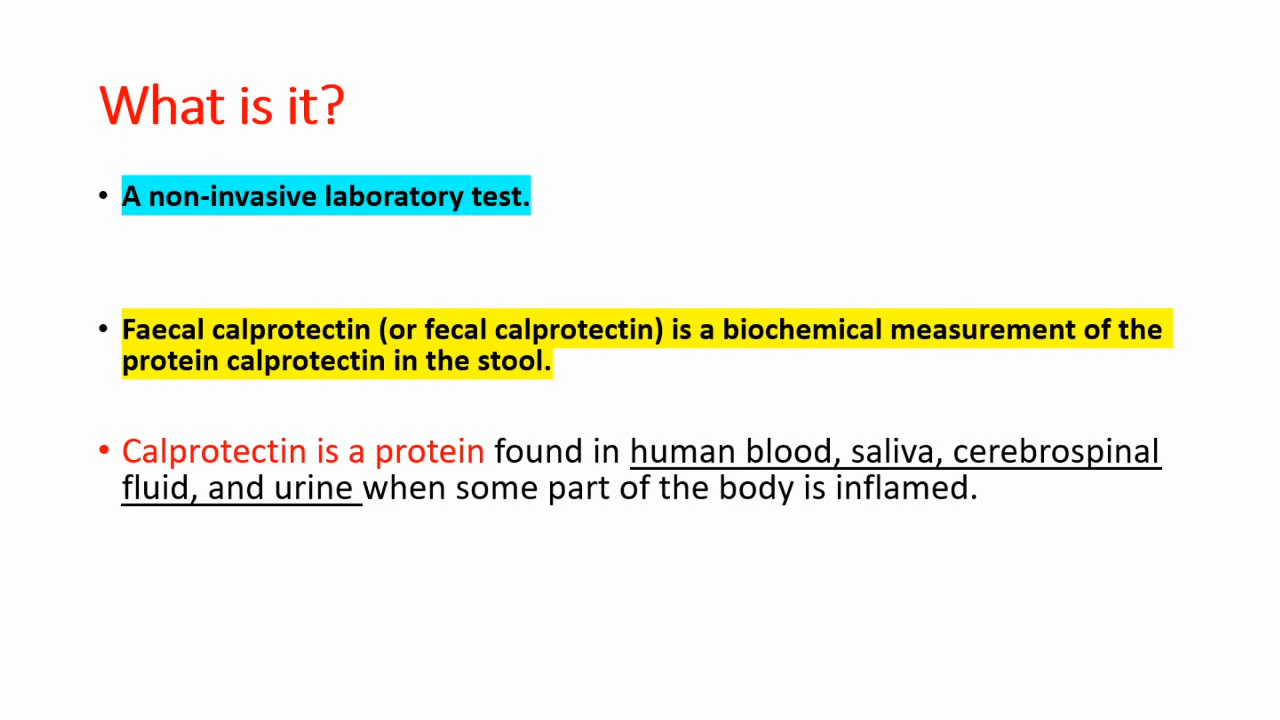 What is it?
• A non-invasive laboratory test.
• Faecal calprotectin (or fecal calprotectin) is a biochemical measurement of the
protein calprotectin in the stool.
• Calprotectin is a protein found in human blood, saliva, cerebrospinal
fluid, and urine when some part of the body is inflamed.